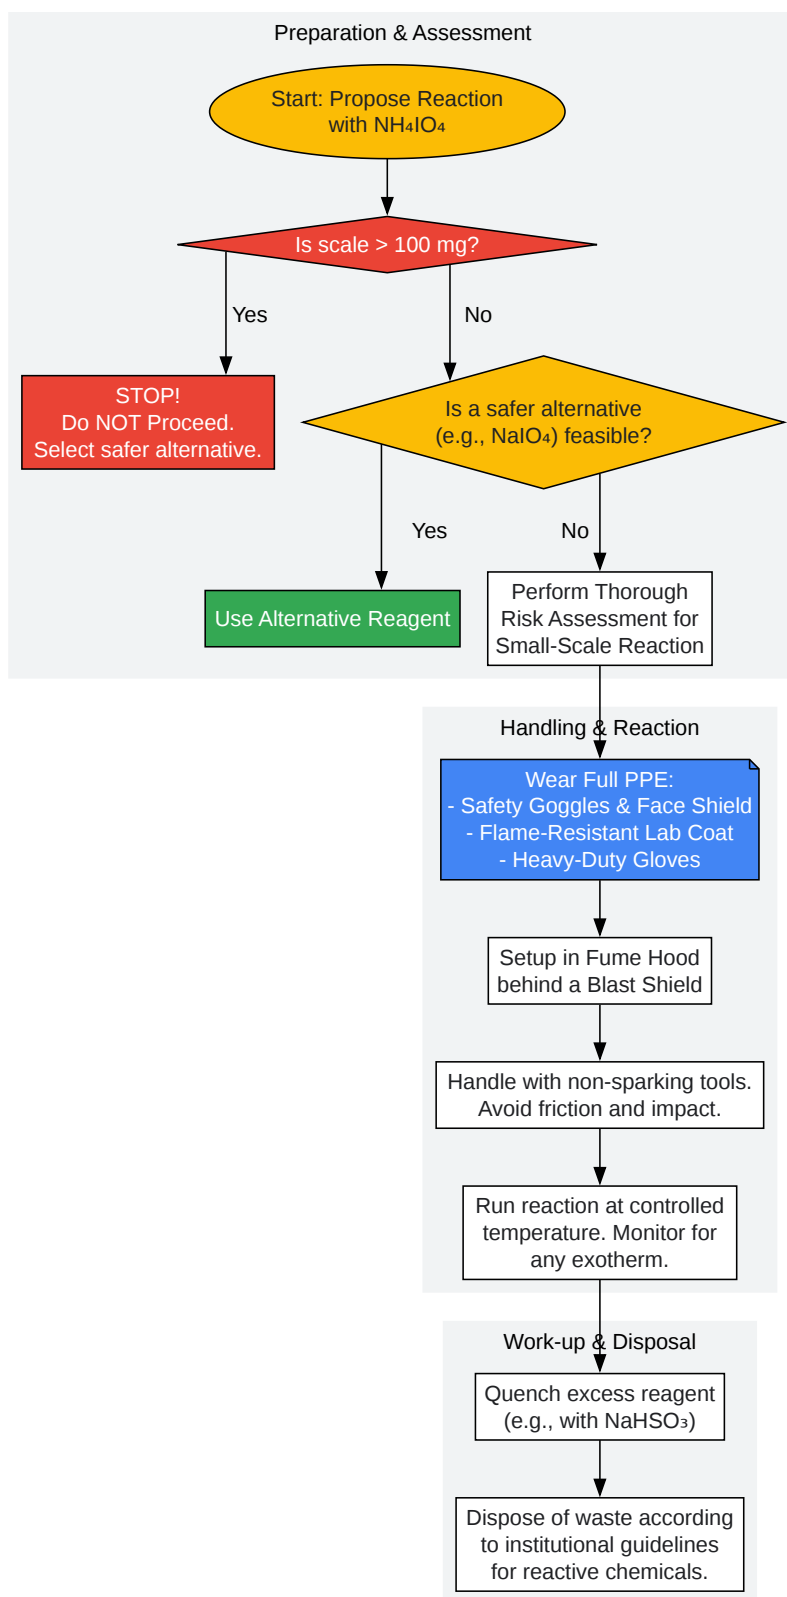 Preparation & Assessment
Start: Propose Reaction
with NH₄IO₄
Is scale > 100 mg?
Yes
No
STOP!
Do NOT Proceed.
Select safer alternative.
Is a safer alternative
(e.g., NaIO₄) feasible?
Yes
No
Use Alternative Reagent
Perform Thorough
Risk Assessment for
Small-Scale Reaction
Handling & Reaction
Wear Full PPE:
- Safety Goggles & Face Shield
- Flame-Resistant Lab Coat
- Heavy-Duty Gloves
Setup in Fume Hood
behind a Blast Shield
Handle with non-sparking tools.
Avoid friction and impact.
Run reaction at controlled
temperature. Monitor for
any exotherm.
Work-up & Disposal
Quench excess reagent
(e.g., with NaHSO₃)
Dispose of waste according
to institutional guidelines
for reactive chemicals.